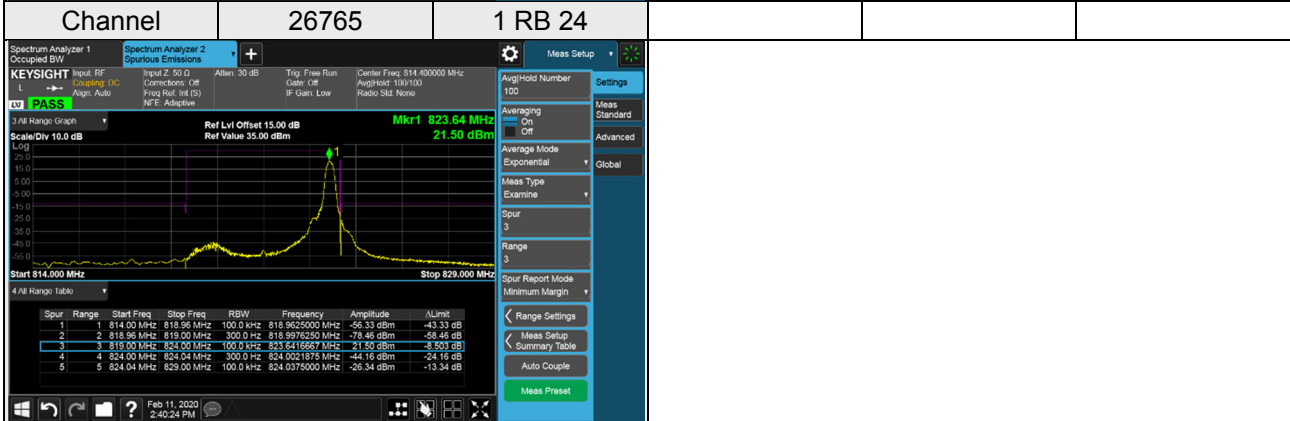 Channel 26765 1 RB 24
Spectrum Analyzer 1
Occupied BW
Spectrum Analyzer 2
Spurious Emissions
+
Meas Setup
KEYSIGHT
L
LXI PASS
Input: RF
Coupling: DC
Align: Auto
Input Z: 50 Ω
Corrections: Off
Freq Ref: Int (S)
NFE: Adaptive
Atten: 30 dB
Trig: Free Run
Gate: Off
IF Gain: Low
Center Freq: 814.400000 MHz
Avg|Hold: 100/100
Radio Std: None
3 All Range Graph
Scale/Div 10.0 dB
Ref Lvl Offset 15.00 dB
Ref Value 35.00 dBm
Mkr1 823.64 MHz
21.50 dBm
Log
25.0
15.0
5.00
-5.00
-15.0
-25.0
-35.0
-45.0
-55.0
1
Start 814.000 MHz Stop 829.000 MHz
4 All Range Table
Spur Range Start Freq Stop Freq RBW Frequency Amplitude ΔLimit
1 1 814.00 MHz 818.96 MHz 100.0 kHz 818.9625000 MHz -56.33 dBm -43.33 dB
2 2 818.96 MHz 819.00 MHz 300.0 Hz 818.9976250 MHz -78.46 dBm -58.46 dB
3 3 819.00 MHz 824.00 MHz 100.0 kHz 823.6416667 MHz 21.50 dBm -8.503 dB
4 4 824.00 MHz 824.04 MHz 300.0 Hz 824.0021875 MHz -44.16 dBm -24.16 dB
5 5 824.04 MHz 829.00 MHz 100.0 kHz 824.0375000 MHz -26.34 dBm -13.34 dB
Avg|Hold Number
100
Averaging
On
Off
Average Mode
Exponential
Meas Type
Examine
Spur
3
Range
3
Spur Report Mode
Minimum Margin
Range Settings
Meas Setup
Summary Table
Auto Couple
Meas Preset
Settings
Meas
Standard
Advanced
Global
?
Feb 11, 2020
2:40:24 PM